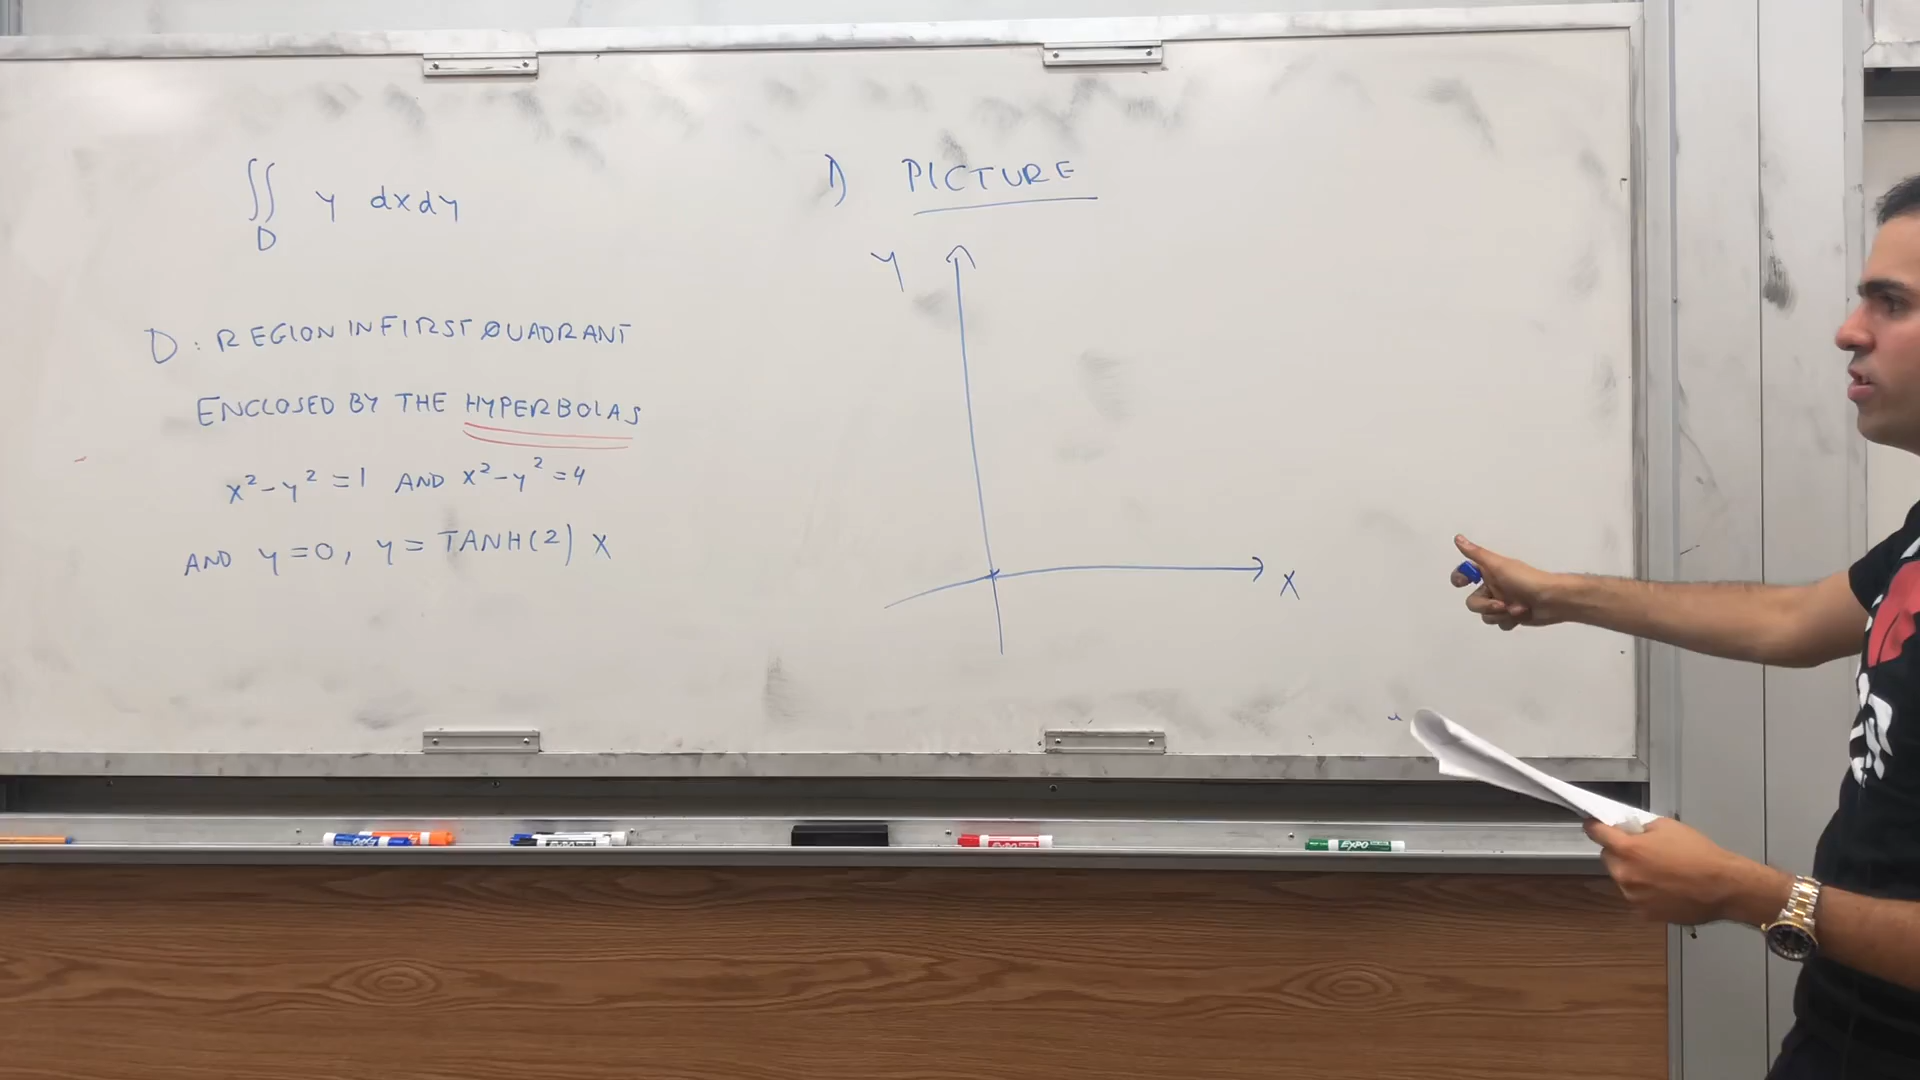 ∬ y dxdy
D
D: REGION IN FIRST QUADRANT
ENCLOSED BY THE HYPERBOLAS
x²-y²=1 AND x²-y²=4
AND y=0, y=TANH(2) X
1) PICTURE
Y
X
EXPO